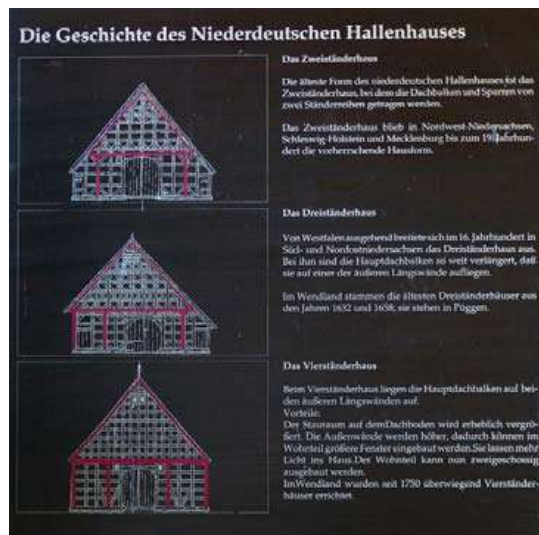 Die Geschichte des Niederdeutschen Hallenhauses
Das Zweiständerhaus
Die älteste Form des niederdeutschen Hallenhauses ist das
Zweiständerhaus, bei dem die Dachbalken und Sparren von
zwei Ständerreihen getragen werden.
Das Zweiständerhaus blieb in Nordwest-Niedersachsen,
Schleswig-Holstein und Mecklenburg bis zum 19. Jahrhun-
dert die vorherrschende Hausform.
Das Dreiständerhaus
Von Westfalen ausgehend breitete sich im 16. Jahrhundert in
Süd- und Nordostniedersachsen das Dreiständerhaus aus.
Bei ihm sind die Hauptdachbalken so weit verlängert, daß
sie auf einer der äußeren Längswände aufliegen.
Im Wendland stammen die ältesten Dreiständerhäuser aus
den Jahren 1632 und 1658; sie stehen in Püggen.
Das Vierständerhaus
Beim Vierständerhaus liegen die Hauptdachbalken auf bei-
den äußeren Längswänden auf.
Vorteile:
Der Stauraum auf demDachboden wird erheblich vergrö-
ßert. Die Außenwände werden höher, dadurch können im
Wohnteil größere Fenster eingebaut werden.Sie lassen mehr
Licht ins Haus.Der Wohnteil kann nun zweigeschossig
ausgebaut werden.
ImWendland wurden seit 1750 überwiegend Vierständer-
häuser errichtet.